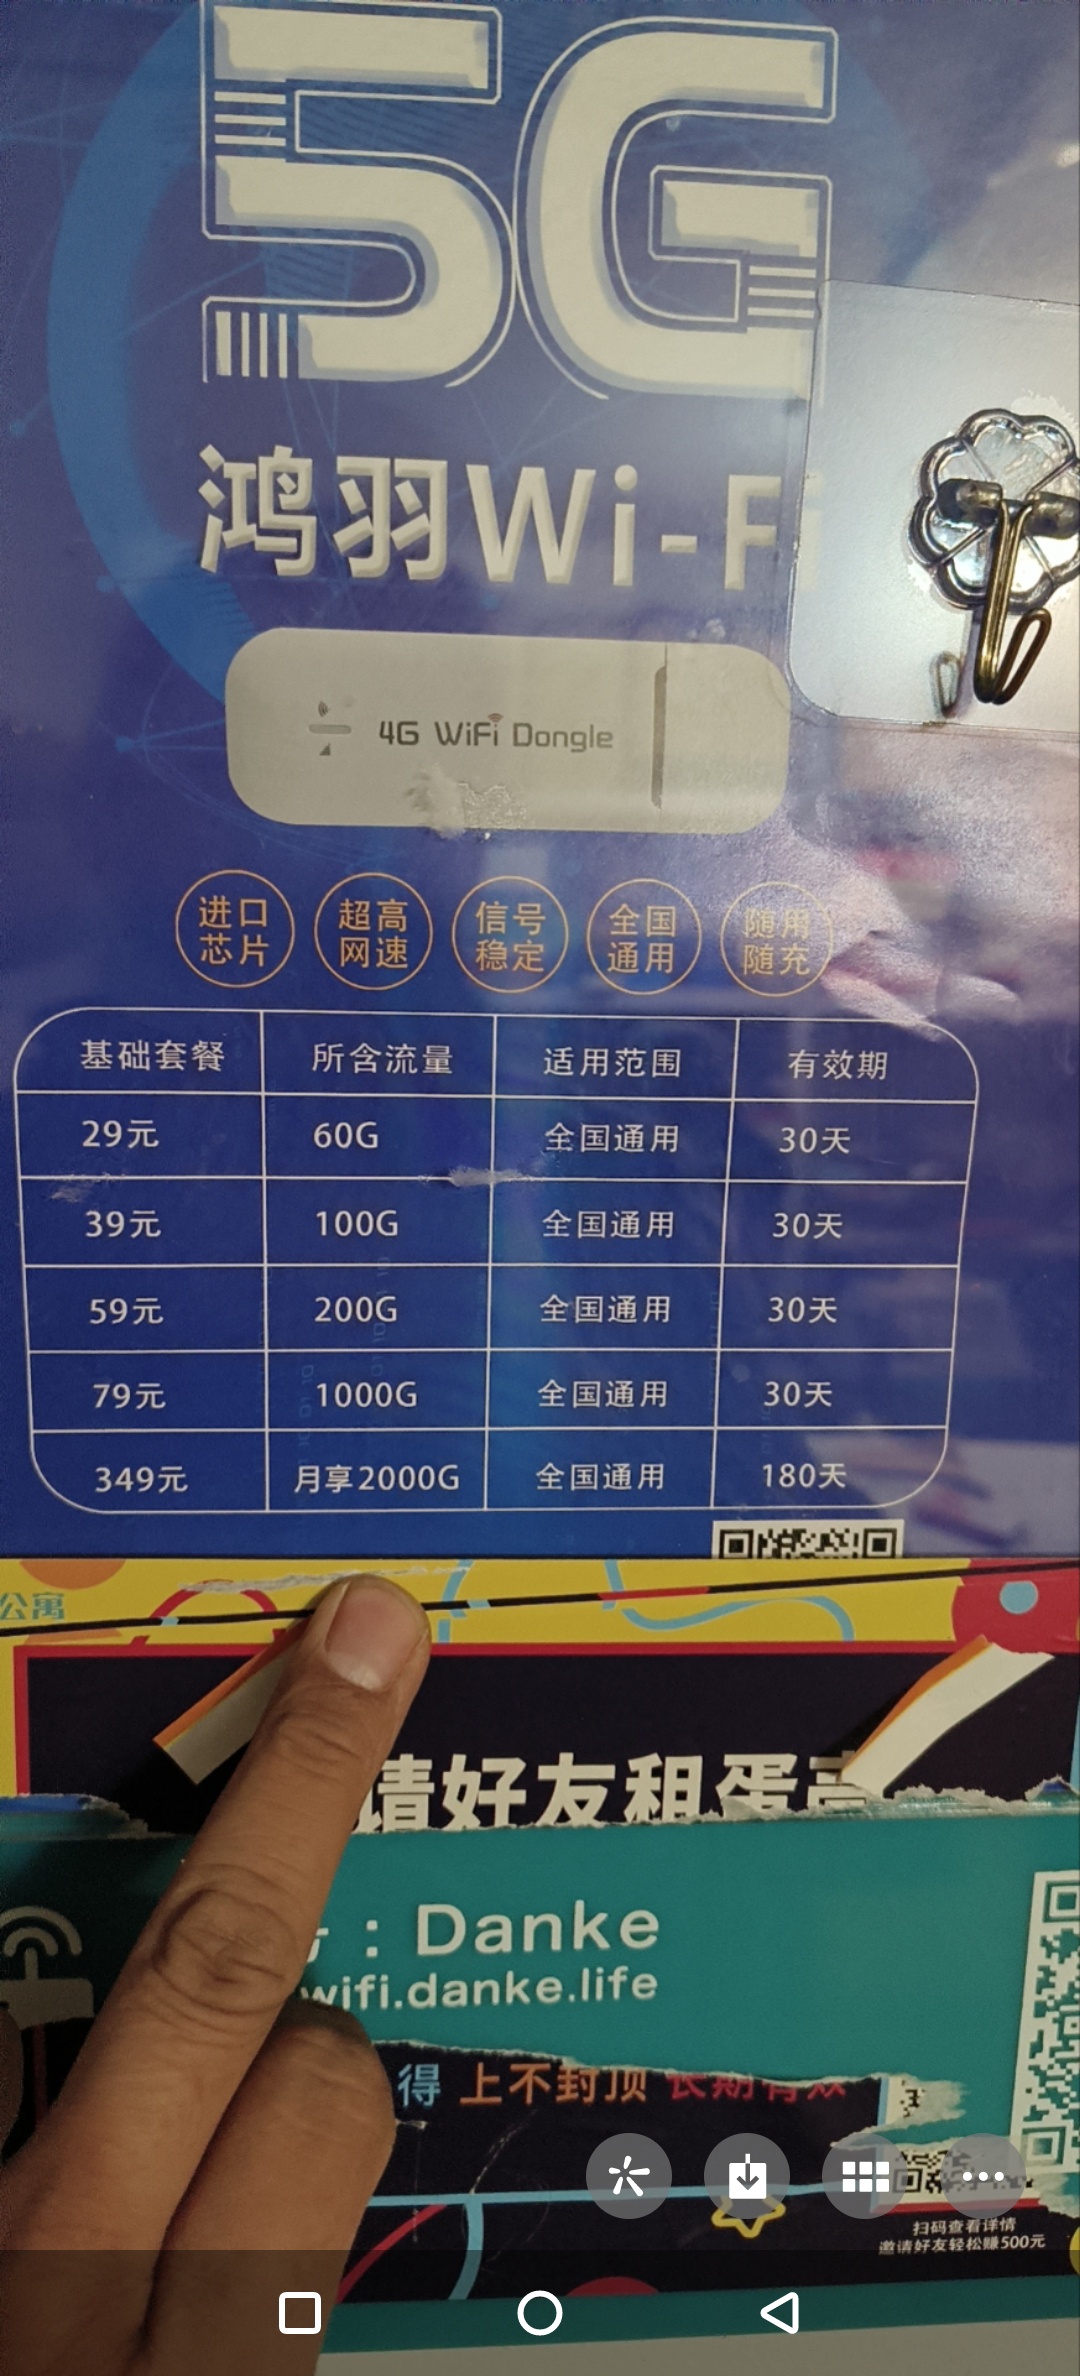 5G
鸿羽Wi-Fi
4G WiFi Dongle
进口芯片 超高网速 信号稳定 全国通用 随用随充
基础套餐 所含流量 适用范围 有效期
29元 60G 全国通用 30天
39元 100G 全国通用 30天
59元 200G 全国通用 30天
79元 1000G 全国通用 30天
349元 月享2000G 全国通用 180天
公寓
请好友租蛋
: Danke
wifi.danke.life
得 上不封顶 长期有效
扫码查看详情
邀请好友轻松赚500元